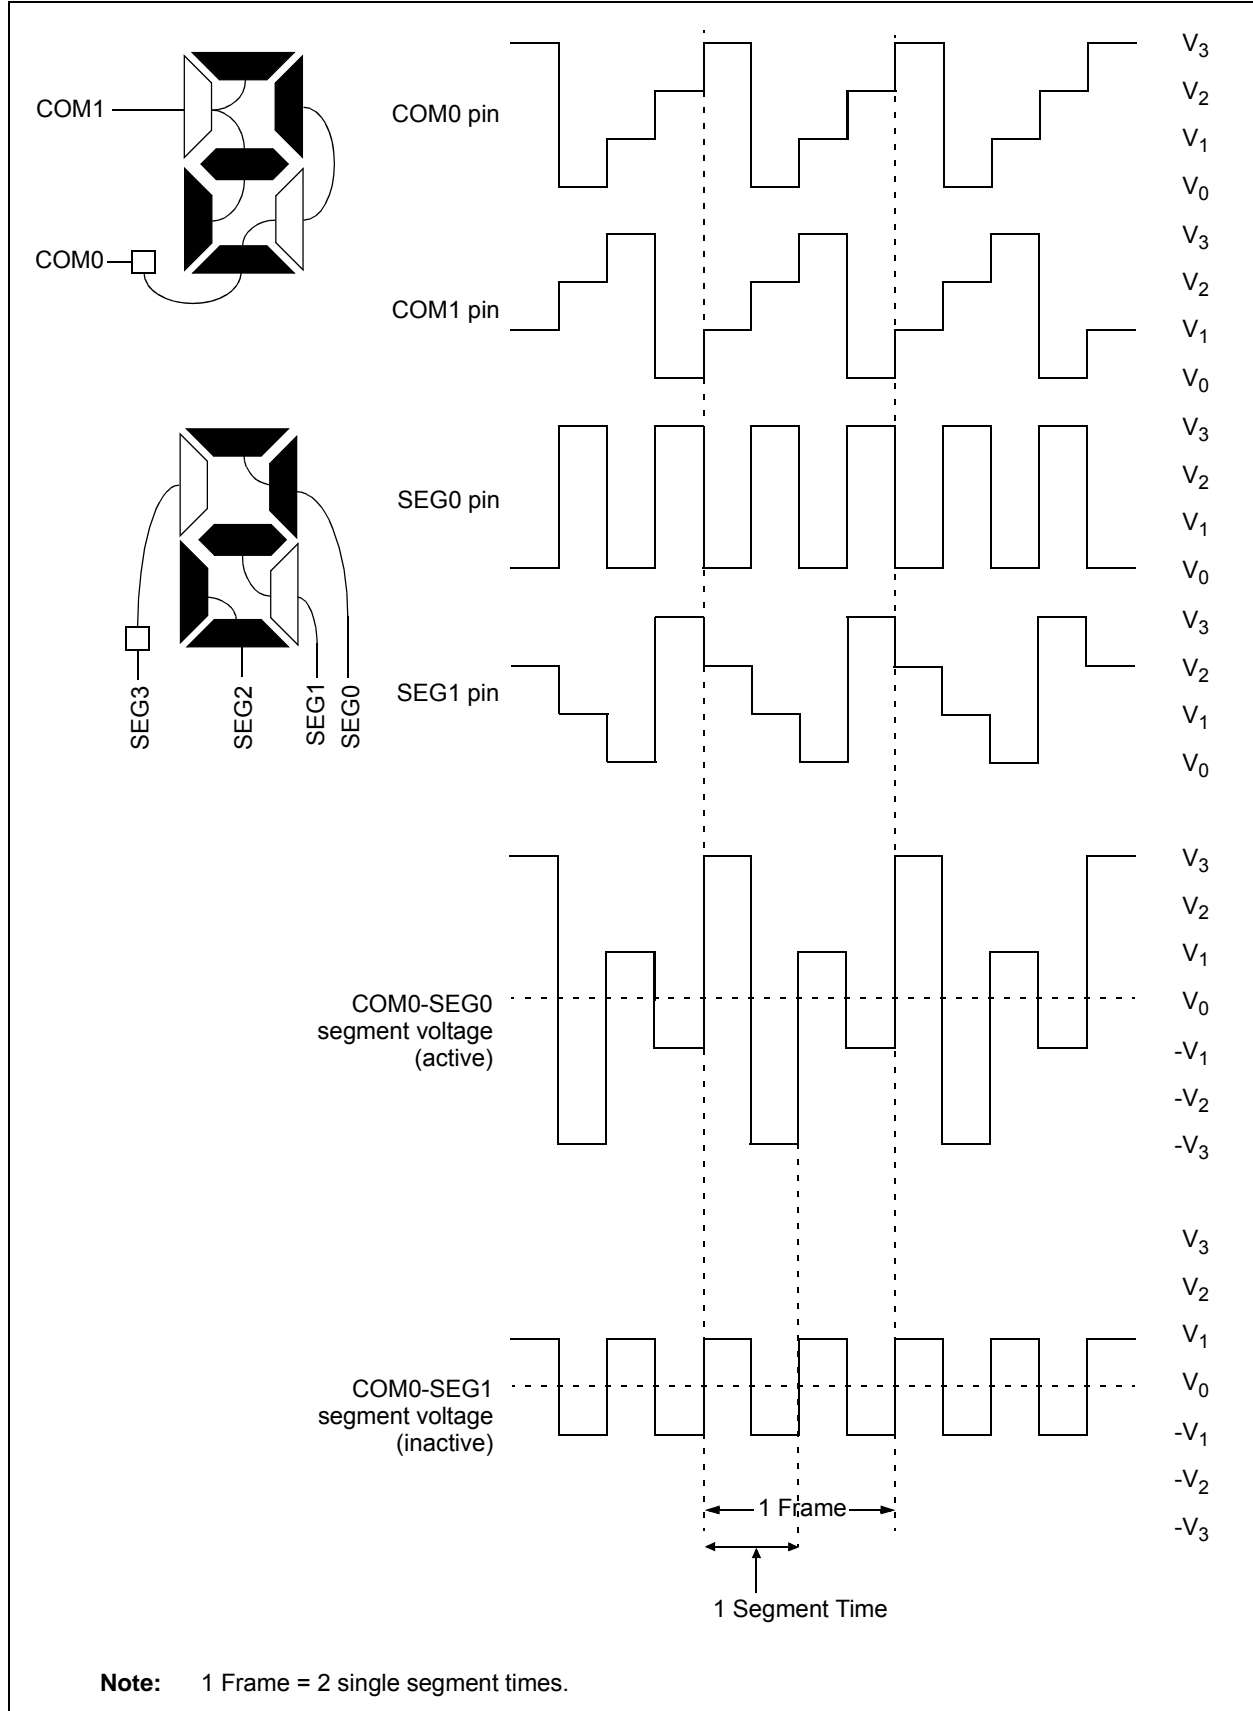 COM1
COM0
SEG3
SEG2
SEG1
SEG0
COM0 pin
V3
V2
V1
V0
COM1 pin
V3
V2
V1
V0
SEG0 pin
V3
V2
V1
V0
SEG1 pin
V3
V2
V1
V0
COM0-SEG0
segment voltage
(active)
V3
V2
V1
V0
-V1
-V2
-V3
COM0-SEG1
segment voltage
(inactive)
V3
V2
V1
V0
-V1
-V2
-V3
1 Frame
1 Segment Time
Note: 1 Frame = 2 single segment times.